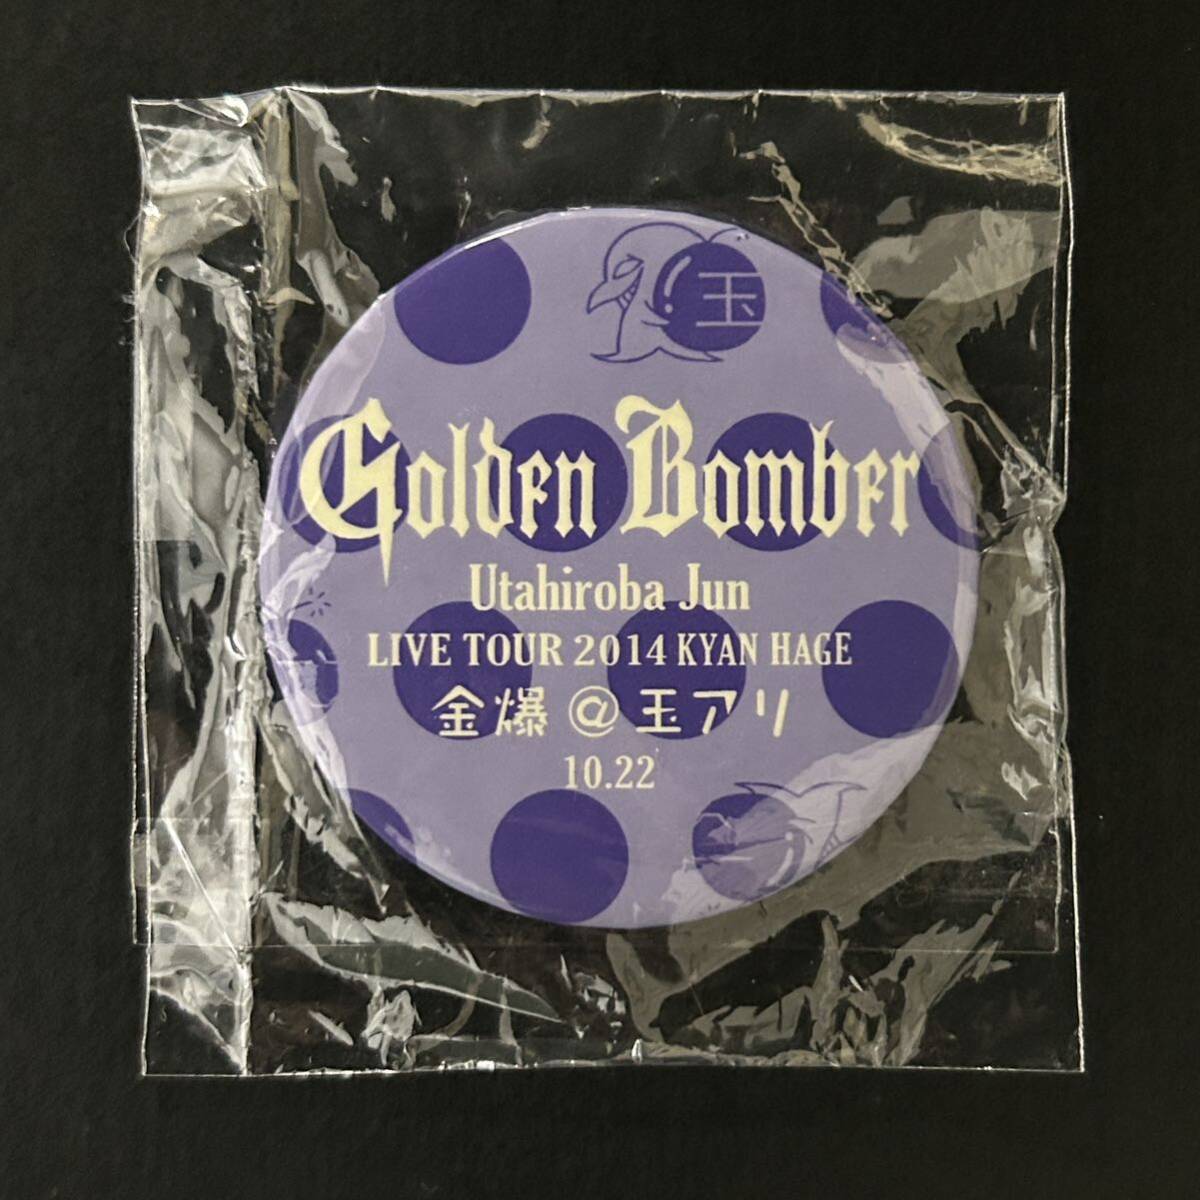 玉
Golden Bomber
Utahiroba Jun
LIVE TOUR 2014 KYAN HAGE
金爆@玉アリ
10.22